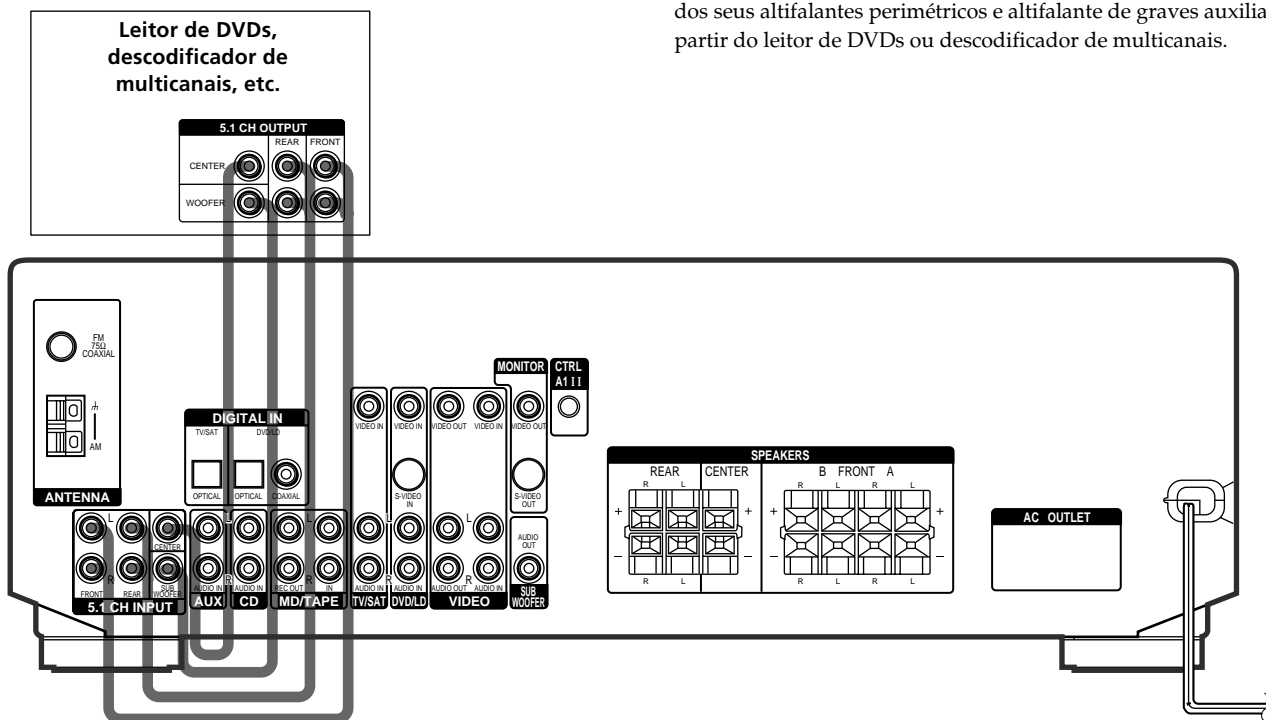 dos seus altifalantes perimétricos e altifalante de graves auxilia
partir do leitor de DVDs ou descodificador de multicanais.
Leitor de DVDs,
descodificador de
multicanais, etc.
5.1 CH OUTPUT
REAR FRONT
CENTER
WOOFER
FM
75Ω
COAXIAL
AM
ANTENNA
DIGITAL IN
TV/SAT DVD/LD
OPTICAL OPTICAL COAXIAL
MONITOR
CTRL
A1 II
VIDEO IN VIDEO IN VIDEO OUT VIDEO IN VIDEO OUT
S-VIDEO
IN
S-VIDEO
OUT
L
CENTER
R
FRONT REAR
SUB
WOOFER
5.1 CH INPUT
L
R
AUDIO IN AUDIO IN
AUX CD
L
R
REC OUT IN
MD/TAPE
L
R
AUDIO IN AUDIO IN
TV/SAT DVD/LD
L
R
AUDIO OUT AUDIO IN
VIDEO
AUDIO
OUT
SUB
WOOFER
SPEAKERS
REAR CENTER B FRONT A
R L R L R L
+ + + +
– – – –
R L R L R L
AC OUTLET